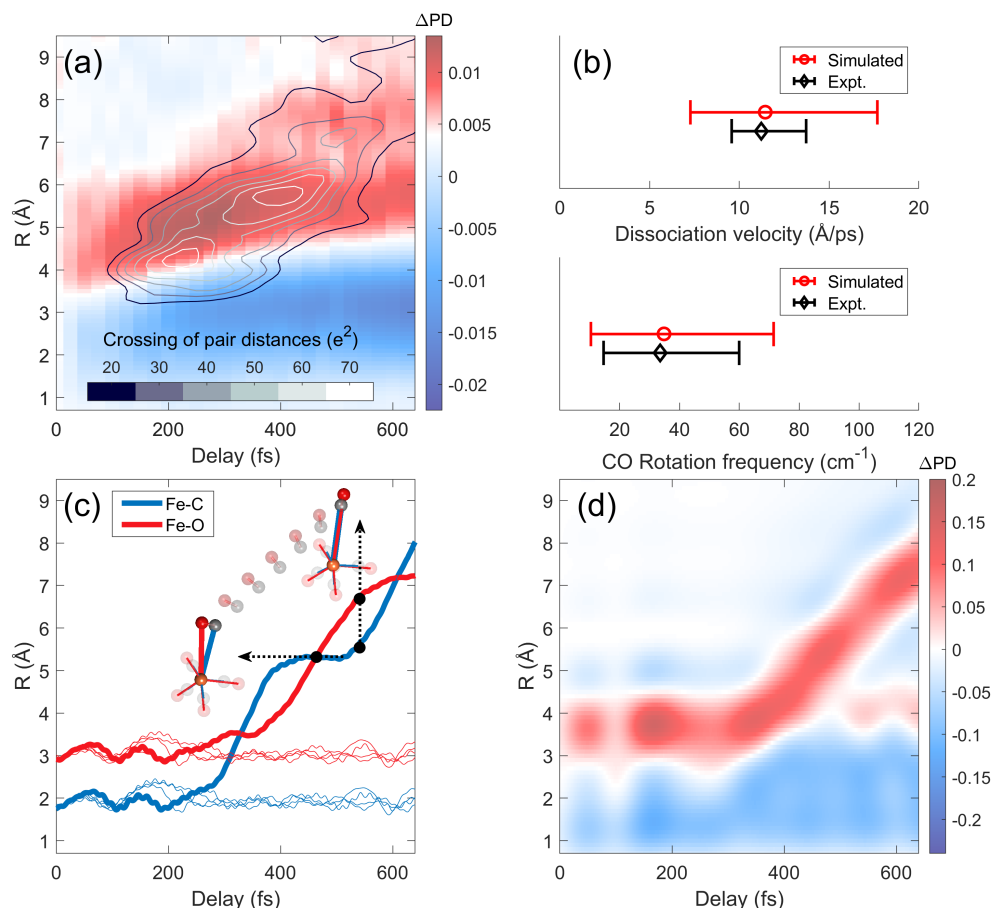 ΔPD
(a)
9
8
7
6
5
4
3
2
1
R (Å)
0.01
0.005
0
-0.005
-0.01
-0.015
-0.02
Crossing of pair distances (e²)
20 30 40 50 60 70
0 200 400 600
Delay (fs)
(b)
Simulated
Expt.
0 5 10 15 20
Dissociation velocity (Å/ps)
Simulated
Expt.
20 40 60 80 100 120
CO Rotation frequency (cm⁻¹)
(c)
Fe-C
Fe-O
9
8
7
6
5
4
3
2
1
R (Å)
0 200 400 600
Delay (fs)
ΔPD
(d)
9
8
7
6
5
4
3
2
1
R (Å)
0.2
0.15
0.1
0.05
0
-0.05
-0.1
-0.15
-0.2
0 200 400 600
Delay (fs)